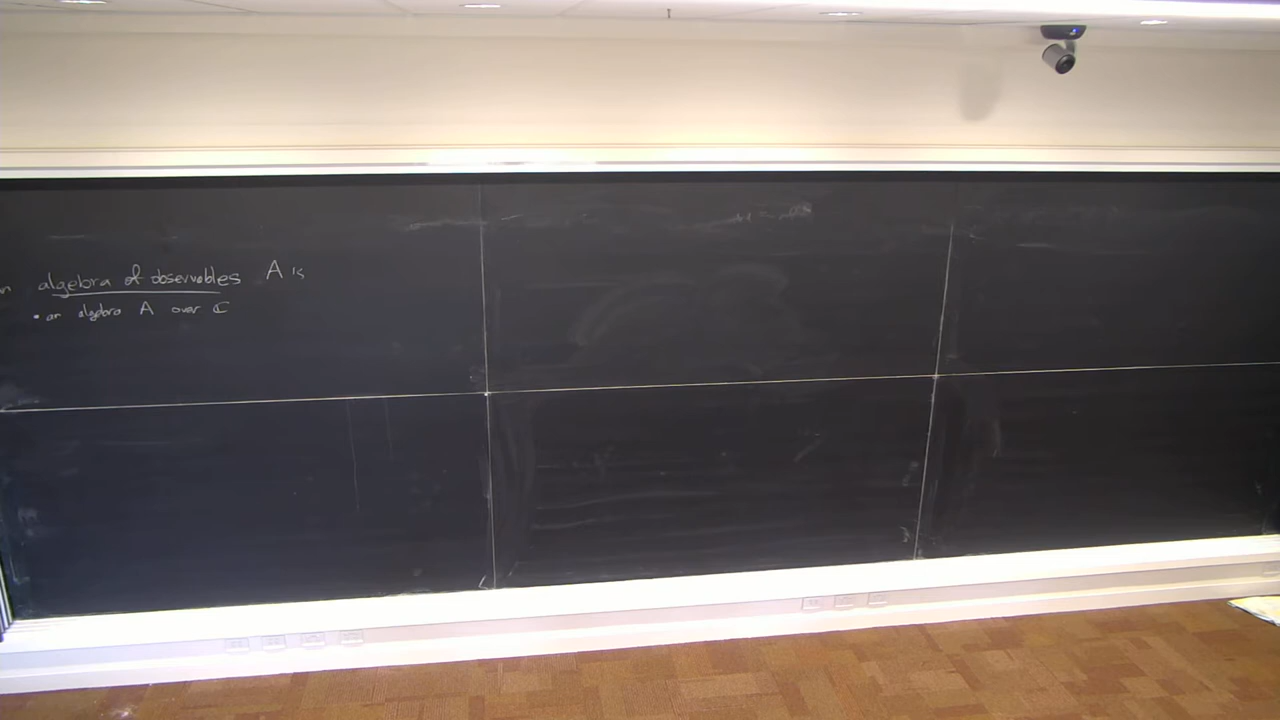 algebra of observables A is
• an algebra A over ℂ